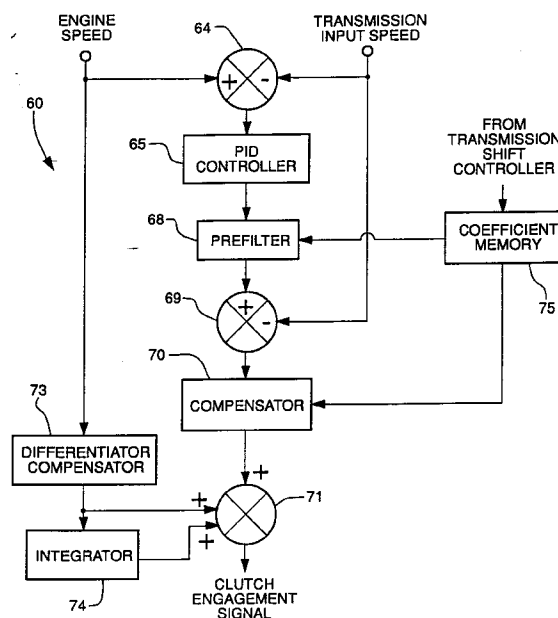 ENGINE
SPEED
64
TRANSMISSION
INPUT SPEED
+
-
60
65
PID
CONTROLLER
FROM
TRANSMISSION
SHIFT
CONTROLLER
68
PREFILTER
COEFFICIENT
MEMORY
75
69
+
-
70
73
COMPENSATOR
DIFFERENTIATOR
COMPENSATOR
+
+
71
+
INTEGRATOR
74
CLUTCH
ENGAGEMENT
SIGNAL